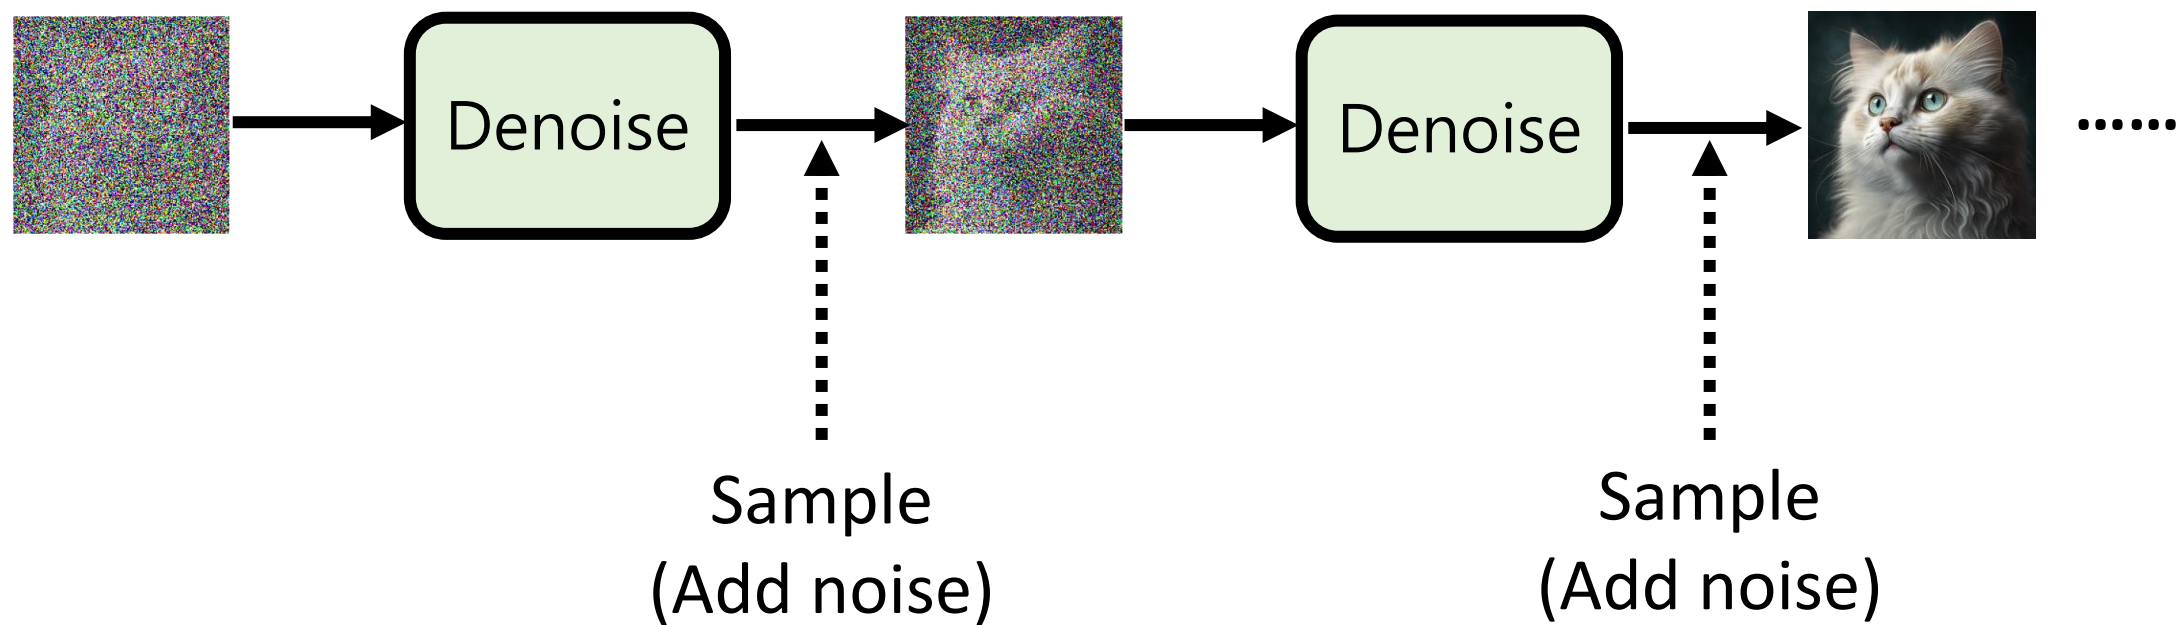 Denoise
Denoise
......
Sample
(Add noise)
Sample
(Add noise)